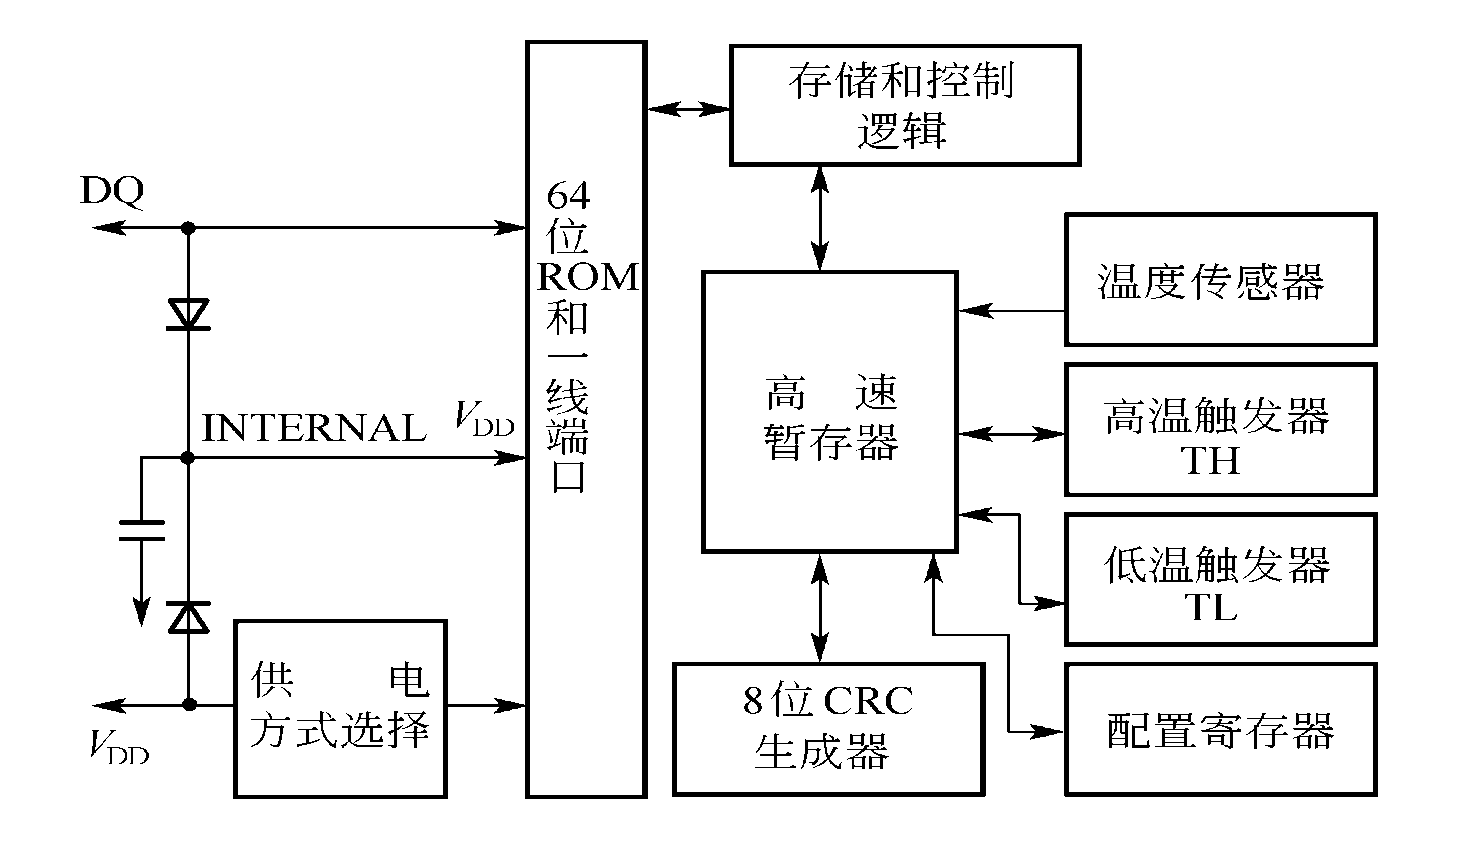 DQ
INTERNAL VDD
供 电
方式选择
VDD
64
位
ROM
和
一
线
端
口
存储和控制
逻辑
高 速
暂存器
8位CRC
生成器
温度传感器
高温触发器
TH
低温触发器
TL
配置寄存器